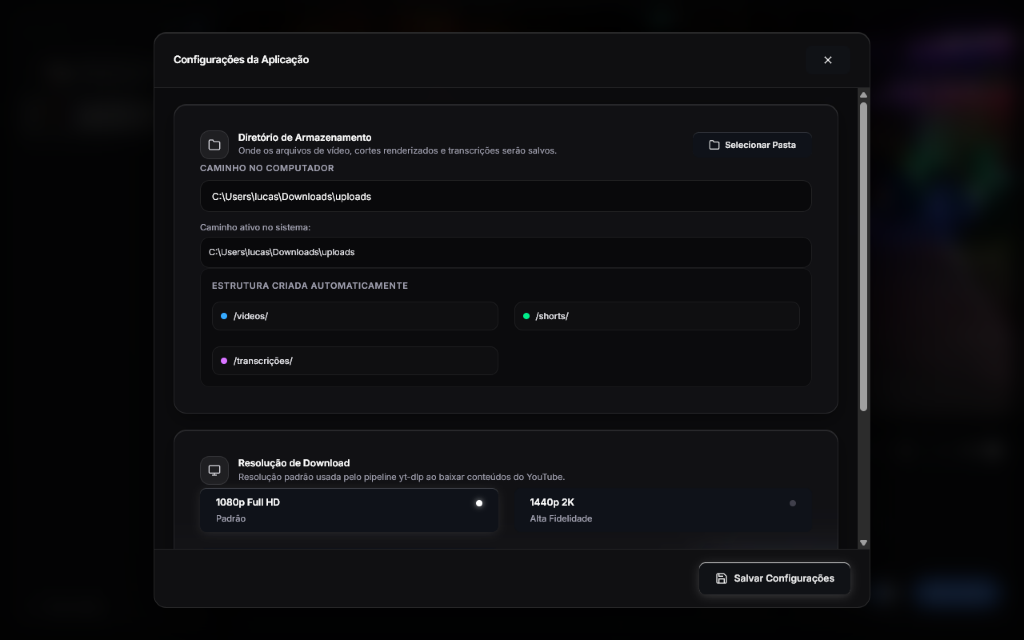 Configurações da Aplicação
Diretório de Armazenamento
Onde os arquivos de vídeo, cortes renderizados e transcrições serão salvos.
Selecionar Pasta
CAMINHO NO COMPUTADOR
C:\Users\lucas\Downloads\uploads
Caminho ativo no sistema:
C:\Users\lucas\Downloads\uploads
ESTRUTURA CRIADA AUTOMATICAMENTE
/videos/
/shorts/
/transcrições/
Resolução de Download
Resolução padrão usada pelo pipeline yt-dlp ao baixar conteúdos do YouTube.
1080p Full HD
Padrão
1440p 2K
Alta Fidelidade
Salvar Configurações